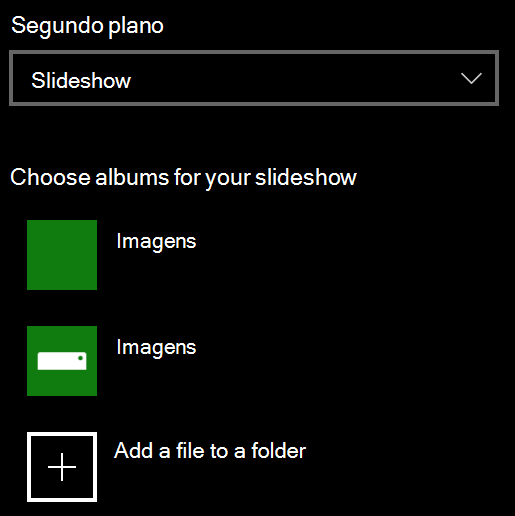 Segundo plano
Slideshow
Choose albums for your slideshow
Imagens
Imagens
Add a file to a folder